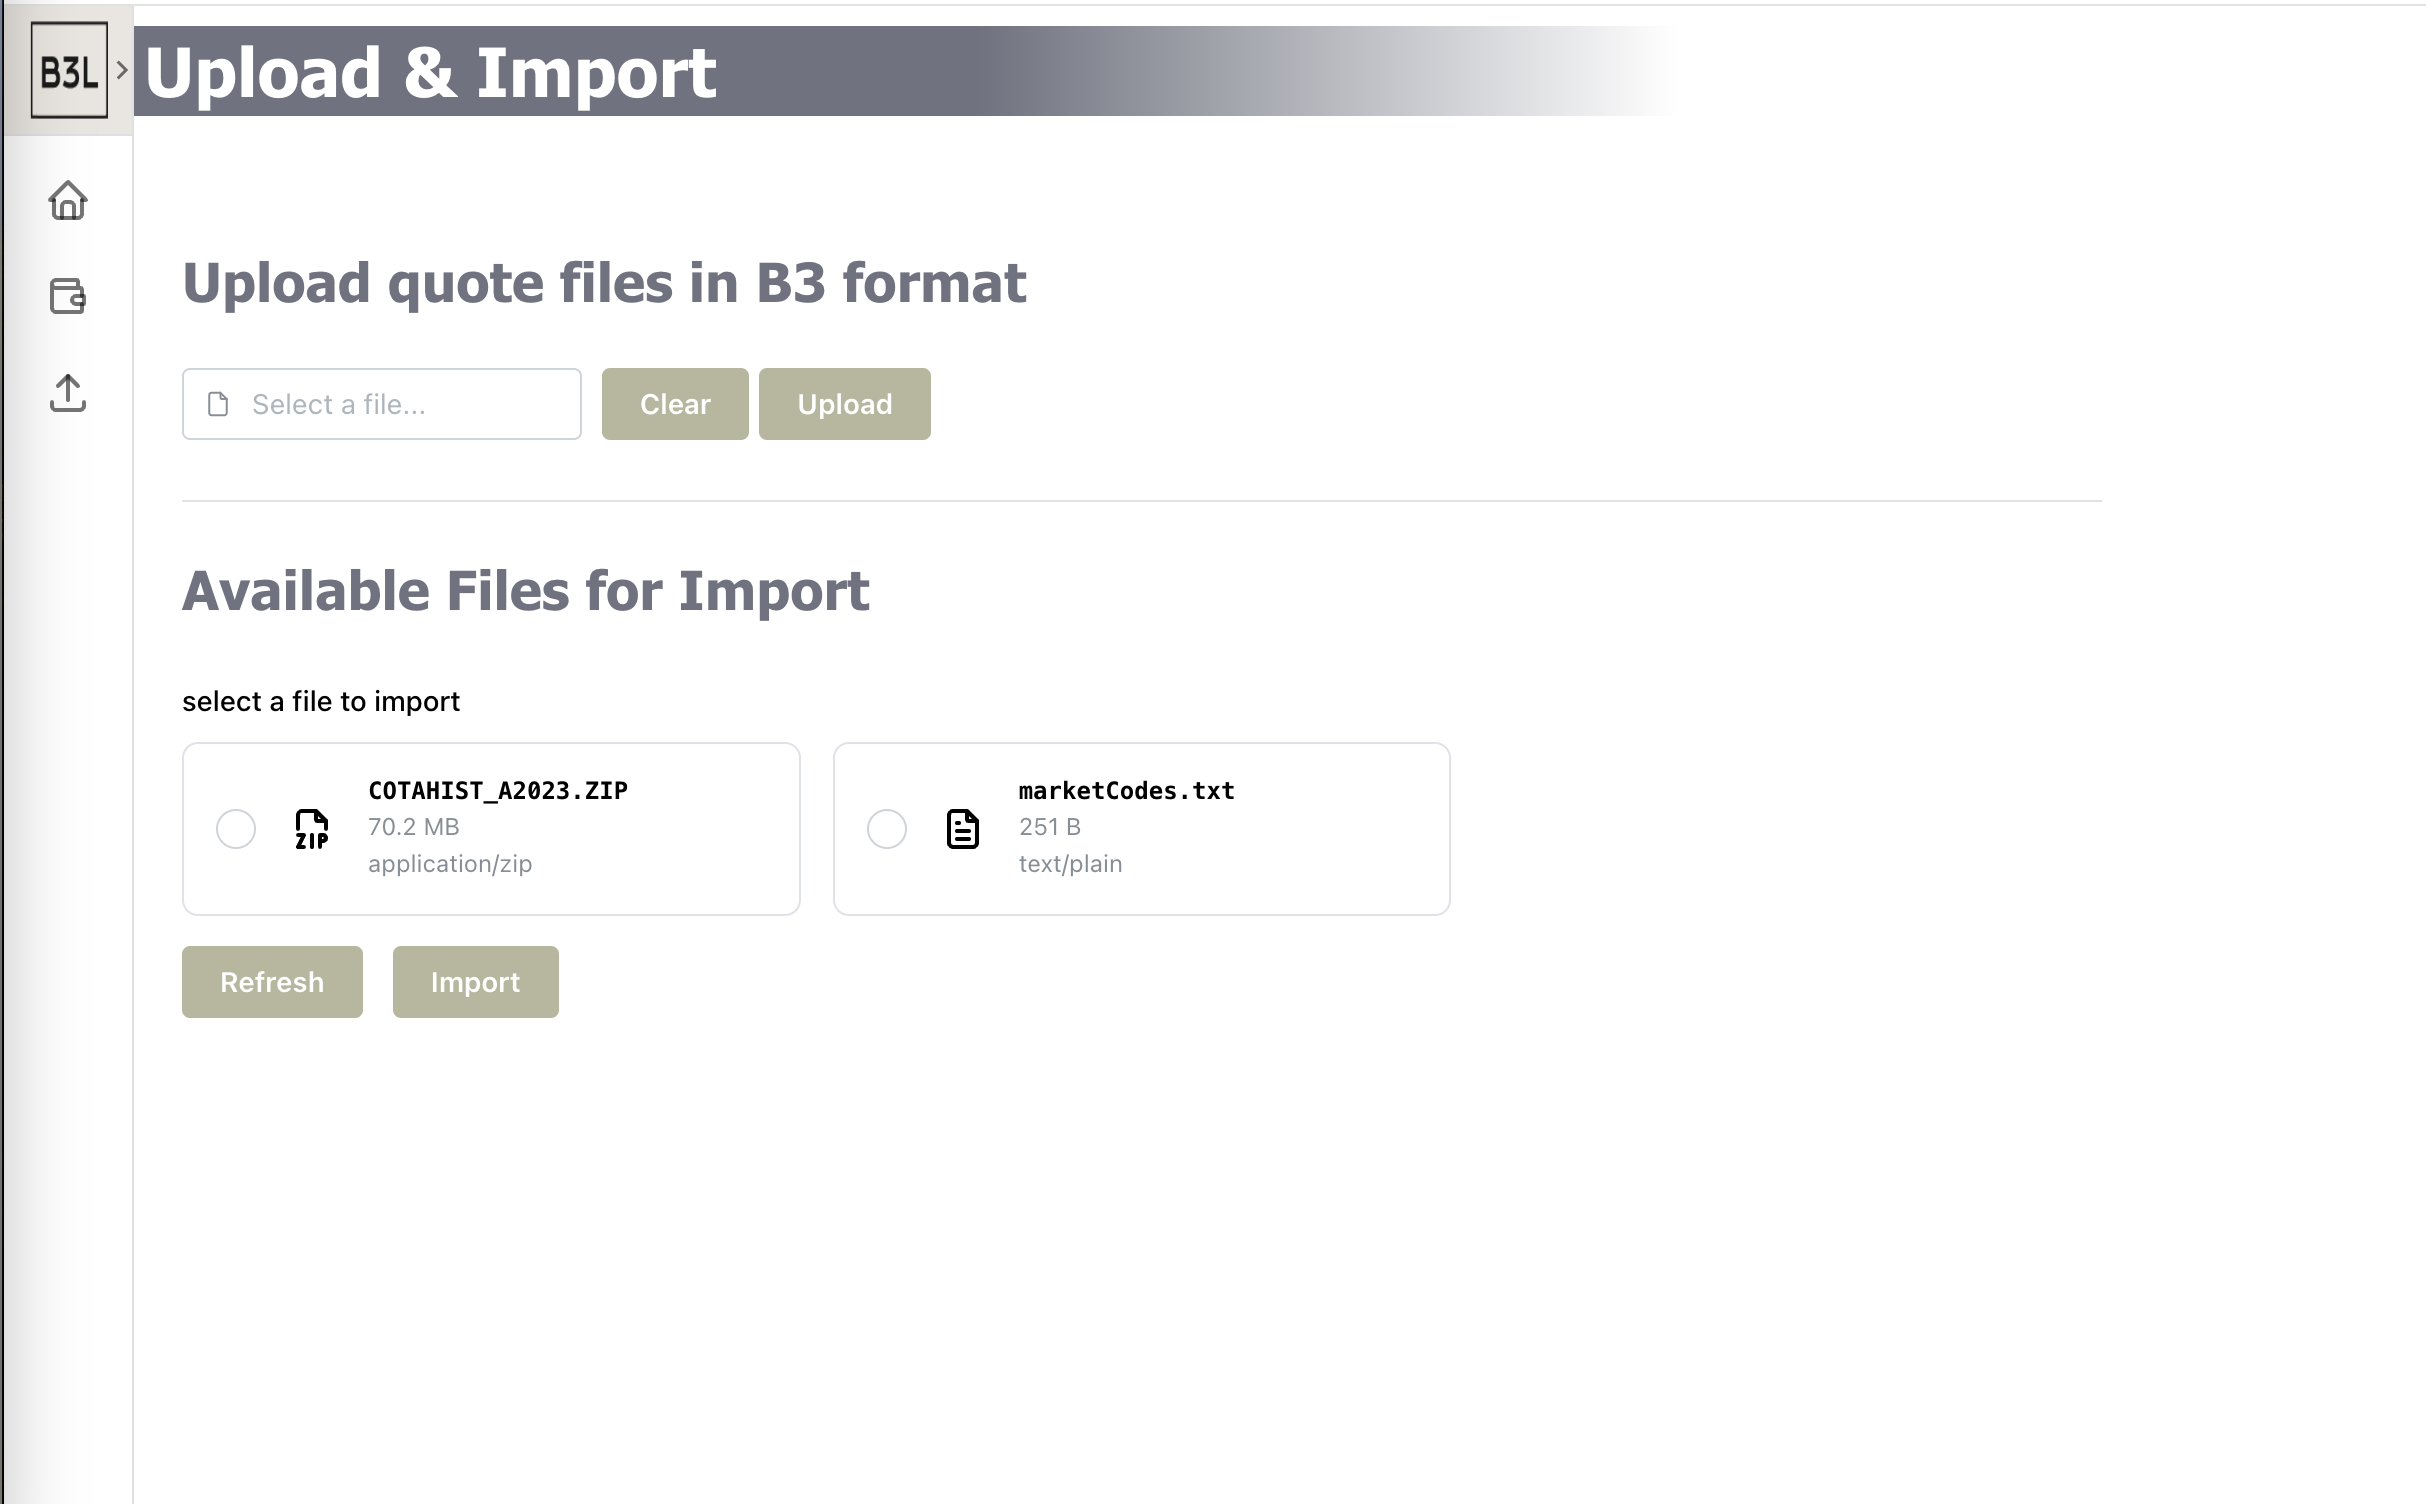 B3L
Upload & Import
Upload quote files in B3 format
Select a file...
Clear
Upload
Available Files for Import
select a file to import
COTAHIST_A2023.ZIP
70.2 MB
application/zip
ZIP
marketCodes.txt
251 B
text/plain
Refresh
Import